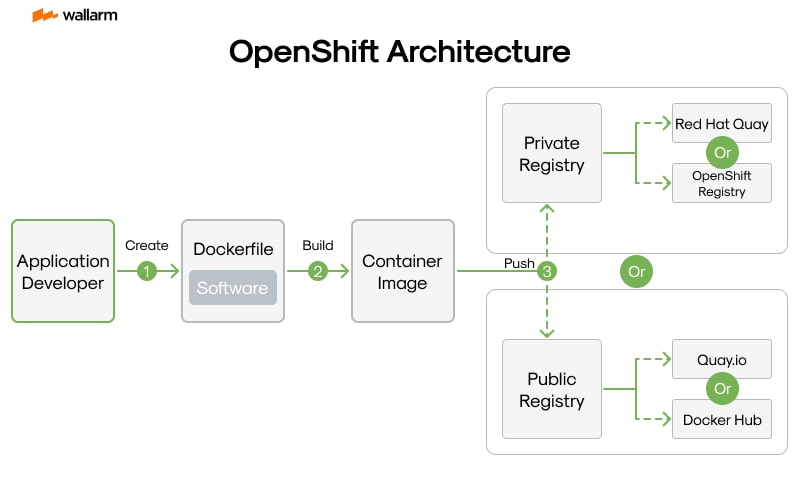 wallarm
OpenShift Architecture
Application
Developer
Create
1
Dockerfile
Software
Build
2
Container
Image
Push
3
Or
Private
Registry
Red Hat Quay
Or
OpenShift
Registry
Public
Registry
Quay.io
Or
Docker Hub